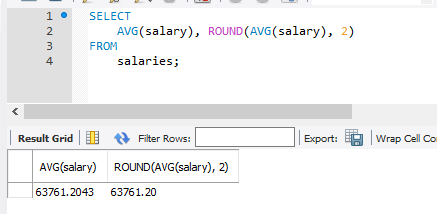 1 SELECT
2 AVG(salary), ROUND(AVG(salary), 2)
3 FROM
4 salaries;
Result Grid Filter Rows: Export: Wrap Cell Co
AVG(salary) ROUND(AVG(salary), 2)
63761.2043 63761.20